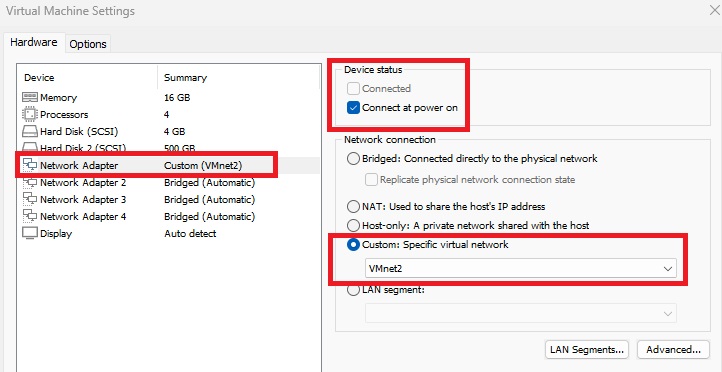 Virtual Machine Settings
Hardware
Options
Device Summary
Memory 16 GB
Processors 4
Hard Disk (SCSI) 4 GB
Hard Disk 2 (SCSI) 500 GB
Network Adapter Custom (VMnet2)
Network Adapter 2 Bridged (Automatic)
Network Adapter 3 Bridged (Automatic)
Network Adapter 4 Bridged (Automatic)
Display Auto detect
Device status
Connected
Connect at power on
Network connection
Bridged: Connected directly to the physical network
Replicate physical network connection state
NAT: Used to share the host's IP address
Host-only: A private network shared with the host
Custom: Specific virtual network
VMnet2
LAN segment:
LAN Segments...
Advanced...